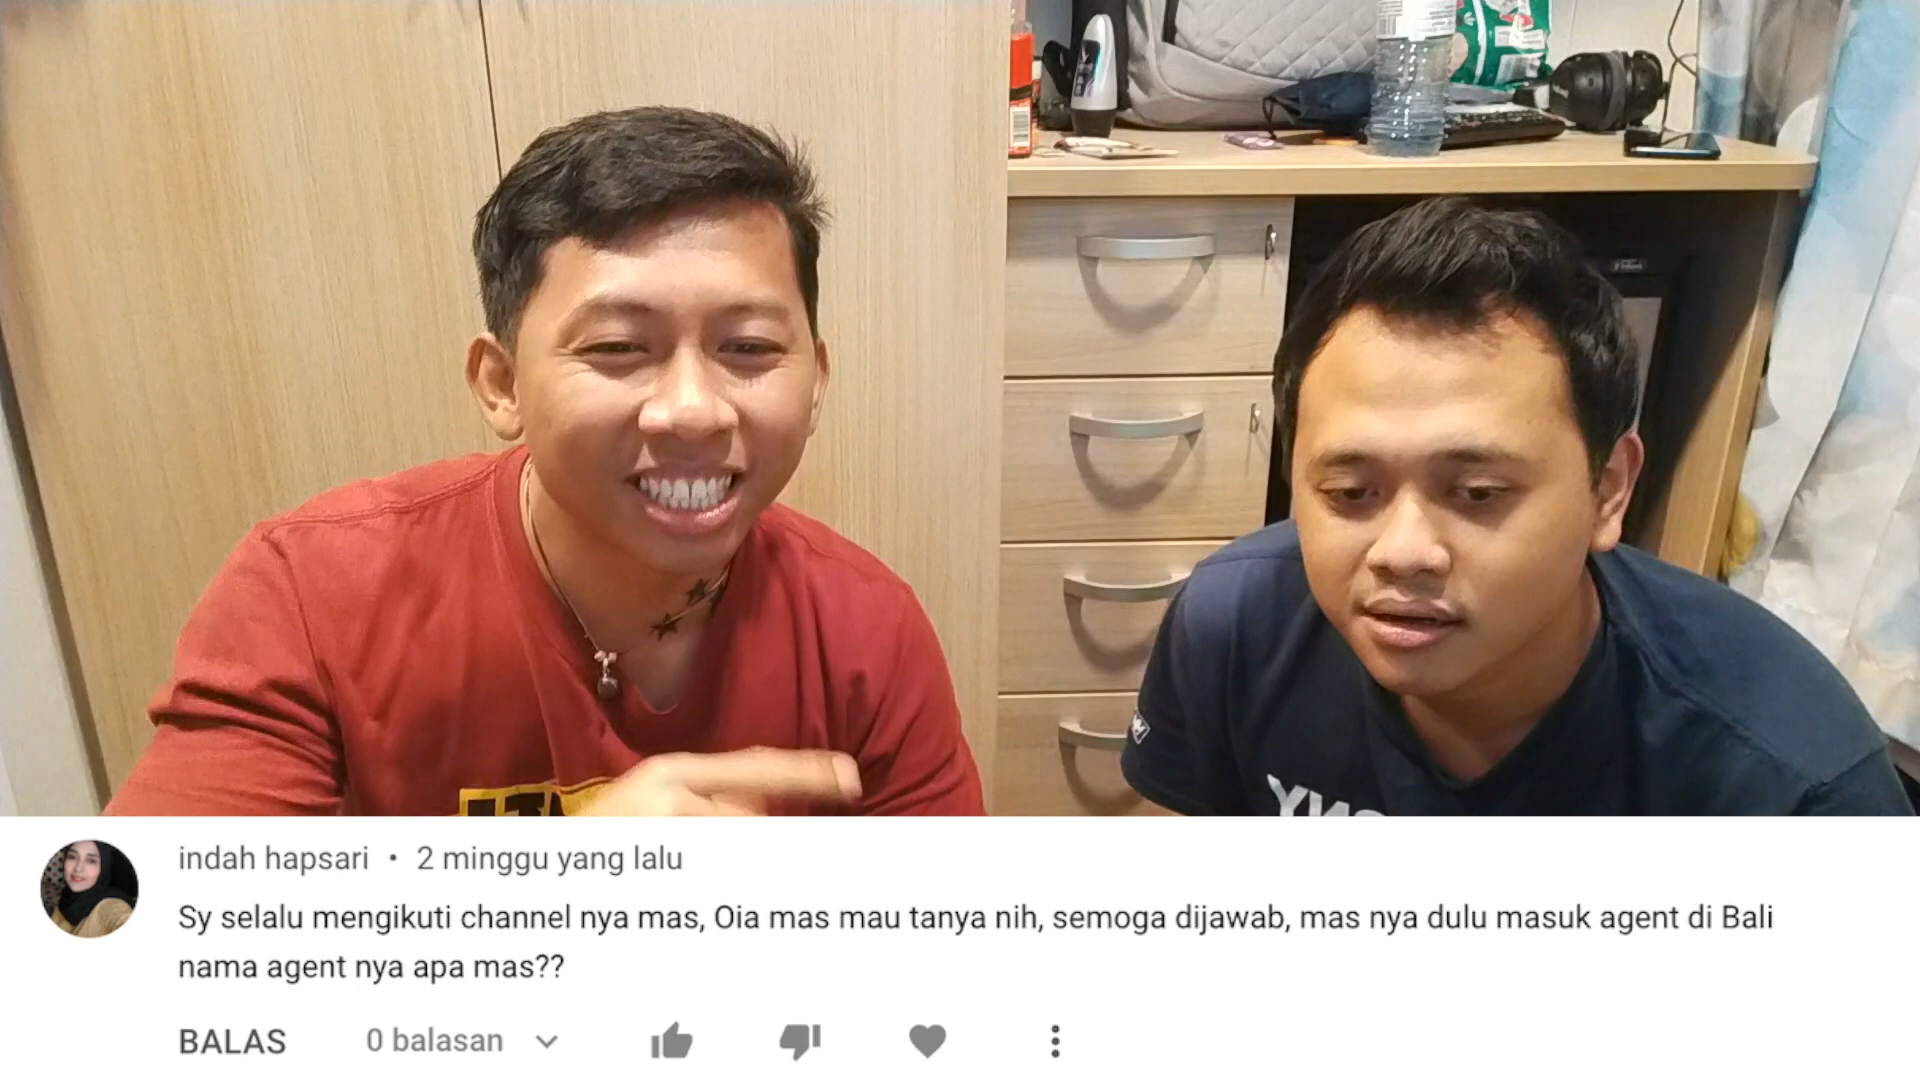 indah hapsari • 2 minggu yang lalu
Sy selalu mengikuti channel nya mas, Oia mas mau tanya nih, semoga dijawab, mas nya dulu masuk agent di Bali
nama agent nya apa mas??
BALAS 0 balasan